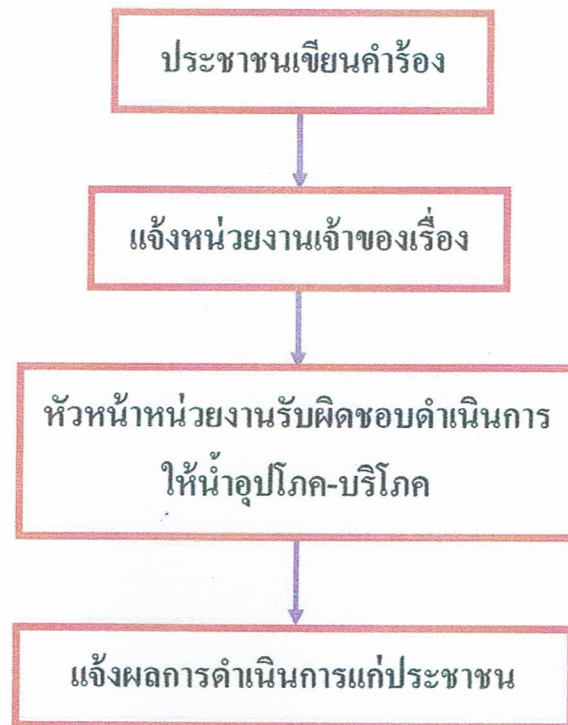 ประชาชนเขียนคำร้อง
แจ้งหน่วยงานเจ้าของเรื่อง
หัวหน้าหน่วยงานรับผิดชอบดำเนินการ
ให้น้ำอุปโภค-บริโภค
แจ้งผลการดำเนินการแก่ประชาชน